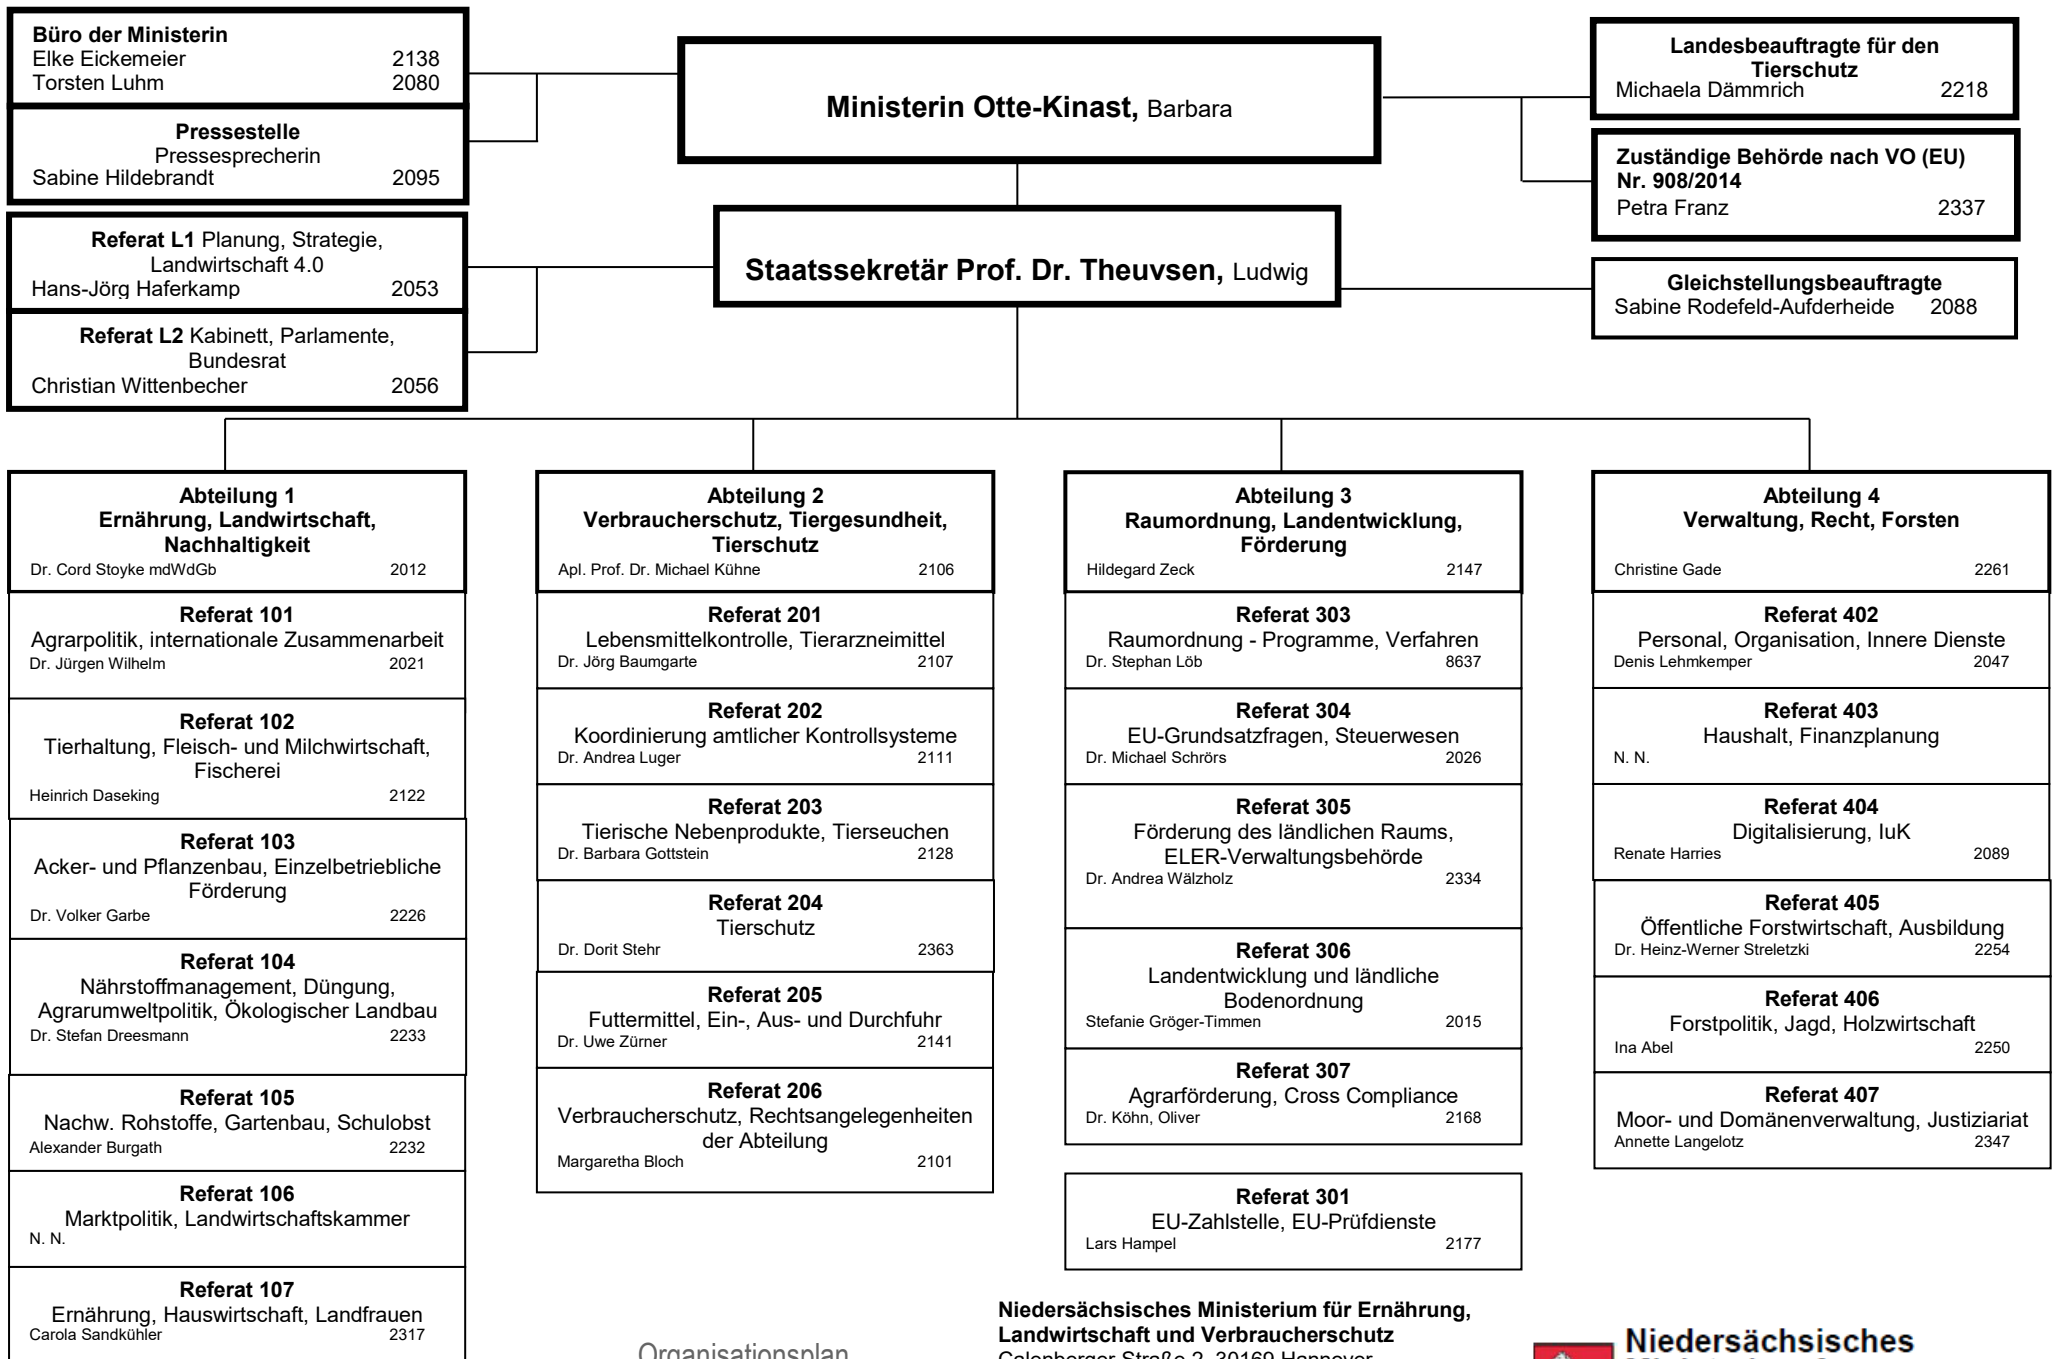 Büro der Ministerin
Elke Eickemeier 2138
Torsten Luhm 2080
Pressestelle
Pressesprecherin
Sabine Hildebrandt 2095
Referat L1 Planung, Strategie,
Landwirtschaft 4.0
Hans-Jörg Haferkamp 2053
Referat L2 Kabinett, Parlamente,
Bundesrat
Christian Wittenbecher 2056
Ministerin Otte-Kinast, Barbara
Staatssekretär Prof. Dr. Theuvsen, Ludwig
Landesbeauftragte für den
Tierschutz
Michaela Dämmrich 2218
Zuständige Behörde nach VO (EU)
Nr. 908/2014
Petra Franz 2337
Gleichstellungsbeauftragte
Sabine Rodefeld-Aufderheide 2088
Abteilung 1
Ernährung, Landwirtschaft,
Nachhaltigkeit
Dr. Cord Stoyke mdWdGb 2012
Referat 101
Agrarpolitik, internationale Zusammenarbeit
Dr. Jürgen Wilhelm 2021
Referat 102
Tierhaltung, Fleisch- und Milchwirtschaft,
Fischerei
Heinrich Daseking 2122
Referat 103
Acker- und Pflanzenbau, Einzelbetriebliche
Förderung
Dr. Volker Garbe 2226
Referat 104
Nährstoffmanagement, Düngung,
Agrarumweltpolitik, Ökologischer Landbau
Dr. Stefan Dreesmann 2233
Referat 105
Nachw. Rohstoffe, Gartenbau, Schulobst
Alexander Burgath 2232
Referat 106
Marktpolitik, Landwirtschaftskammer
N. N.
Referat 107
Ernährung, Hauswirtschaft, Landfrauen
Carola Sandkühler 2317
Abteilung 2
Verbraucherschutz, Tiergesundheit,
Tierschutz
Apl. Prof. Dr. Michael Kühne 2106
Referat 201
Lebensmittelkontrolle, Tierarzneimittel
Dr. Jörg Baumgarte 2107
Referat 202
Koordinierung amtlicher Kontrollsysteme
Dr. Andrea Luger 2111
Referat 203
Tierische Nebenprodukte, Tierseuchen
Dr. Barbara Gottstein 2128
Referat 204
Tierschutz
Dr. Dorit Stehr 2363
Referat 205
Futtermittel, Ein-, Aus- und Durchfuhr
Dr. Uwe Zürner 2141
Referat 206
Verbraucherschutz, Rechtsangelegenheiten
der Abteilung
Margaretha Bloch 2101
Abteilung 3
Raumordnung, Landentwicklung,
Förderung
Hildegard Zeck 2147
Referat 303
Raumordnung - Programme, Verfahren
Dr. Stephan Löb 8637
Referat 304
EU-Grundsatzfragen, Steuerwesen
Dr. Michael Schrörs 2026
Referat 305
Förderung des ländlichen Raums,
ELER-Verwaltungsbehörde
Dr. Andrea Wälzholz 2334
Referat 306
Landentwicklung und ländliche
Bodenordnung
Stefanie Gröger-Timmen 2015
Referat 307
Agrarförderung, Cross Compliance
Dr. Köhn, Oliver 2168
Referat 301
EU-Zahlstelle, EU-Prüfdienste
Lars Hampel 2177
Abteilung 4
Verwaltung, Recht, Forsten
Christine Gade 2261
Referat 402
Personal, Organisation, Innere Dienste
Denis Lehmkemper 2047
Referat 403
Haushalt, Finanzplanung
N. N.
Referat 404
Digitalisierung, IuK
Renate Harries 2089
Referat 405
Öffentliche Forstwirtschaft, Ausbildung
Dr. Heinz-Werner Streletzki 2254
Referat 406
Forstpolitik, Jagd, Holzwirtschaft
Ina Abel 2250
Referat 407
Moor- und Domänenverwaltung, Justiziariat
Annette Langelotz 2347
Organisationsplan
Niedersächsisches Ministerium für Ernährung,
Landwirtschaft und Verbraucherschutz
Calenberger Straße 2, 30169 Hannover
Niedersächsisches